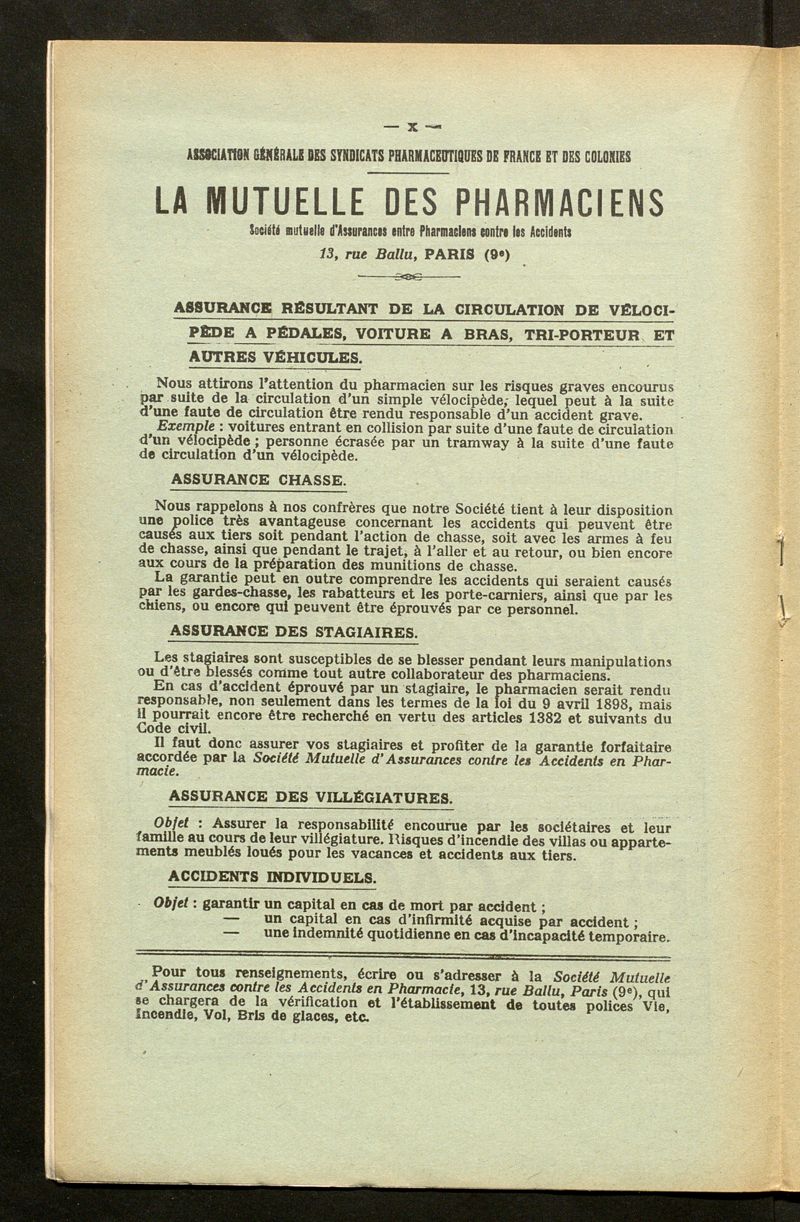 — X —
ASSOCIATION GÉNÉRALE DES SYNDICATS PHARMACEUTIQUES DE FRANCE ET DES COLONIES
LA MUTUELLE DES PHARMACIENS
Société mutuelle d'Assurances entre Pharmaciens contre les Accidents
13, rue Ballu, PARIS (9e)
ASSURANCE RÉSULTANT DE LA CIRCULATION DE VÉLOCI-
PÈDE A PÉDALES, VOITURE A BRAS, TRI-PORTEUR ET
AUTRES VÉHICULES.
Nous attirons l'attention du pharmacien sur les risques graves encourus
par suite de la circulation d'un simple vélocipède, lequel peut à la suite
d'une faute de circulation être rendu responsable d'un accident grave.
Exemple : voitures entrant en collision par suite d'une faute de circulation
d'un vélocipède ; personne écrasée par un tramway à la suite d'une faute
de circulation d'un vélocipède.
ASSURANCE CHASSE.
Nous rappelons à nos confrères que notre Société tient à leur disposition
une police très avantageuse concernant les accidents qui peuvent être
causés aux tiers soit pendant l'action de chasse, soit avec les armes à feu
de chasse, ainsi que pendant le trajet, à l'aller et au retour, ou bien encore
aux cours de la préparation des munitions de chasse.
La garantie peut en outre comprendre les accidents qui seraient causés
par les gardes-chasse, les rabatteurs et les porte-carniers, ainsi que par les
chiens, ou encore qui peuvent être éprouvés par ce personnel.
ASSURANCE DES STAGIAIRES.
Les stagiaires sont susceptibles de se blesser pendant leurs manipulations
ou d'être blessés comme tout autre collaborateur des pharmaciens.
En cas d'accident éprouvé par un stagiaire, le pharmacien serait rendu
responsable, non seulement dans les termes de la loi du 9 avril 1898, mais
il pourrait encore être recherché en vertu des articles 1382 et suivants du
Code civil.
Il faut donc assurer vos stagiaires et profiter de la garantie forfaitaire
accordée par la Société Mutuelle d'Assurances contre les Accidents en Phar-
macie.
ASSURANCE DES VILLÉGIATURES.
Objet : Assurer la responsabilité encourue par les sociétaires et leur
famille au cours de leur villégiature. Risques d'incendie des villas ou apparte-
ments meublés loués pour les vacances et accidents aux tiers.
ACCIDENTS INDIVIDUELS.
Objet : garantir un capital en cas de mort par accident ;
— un capital en cas d'infirmité acquise par accident ;
— une indemnité quotidienne en cas d'incapacité temporaire.
Pour tous renseignements, écrire ou s'adresser à la Société Mutuelle
d'Assurances contre les Accidents en Pharmacie, 13, rue Ballu, Paris (9e), qui
se chargera de la vérification et l'établissement de toutes polices Vie,
Incendie, Vol, Bris de glaces, etc.